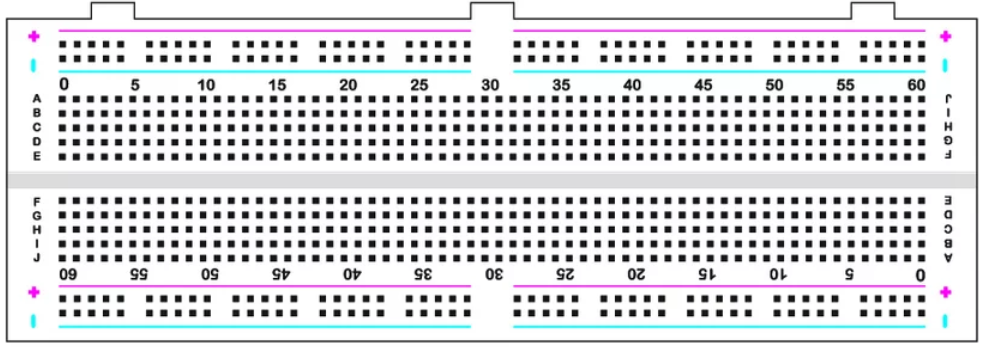 + +
- -
0 5 10 15 20 25 30 35 40 45 50 55 60
A J
B I
C H
D G
E F
F E
G D
H C
I B
J A
60 55 50 45 40 35 30 25 20 15 10 5 0
+ +
- -